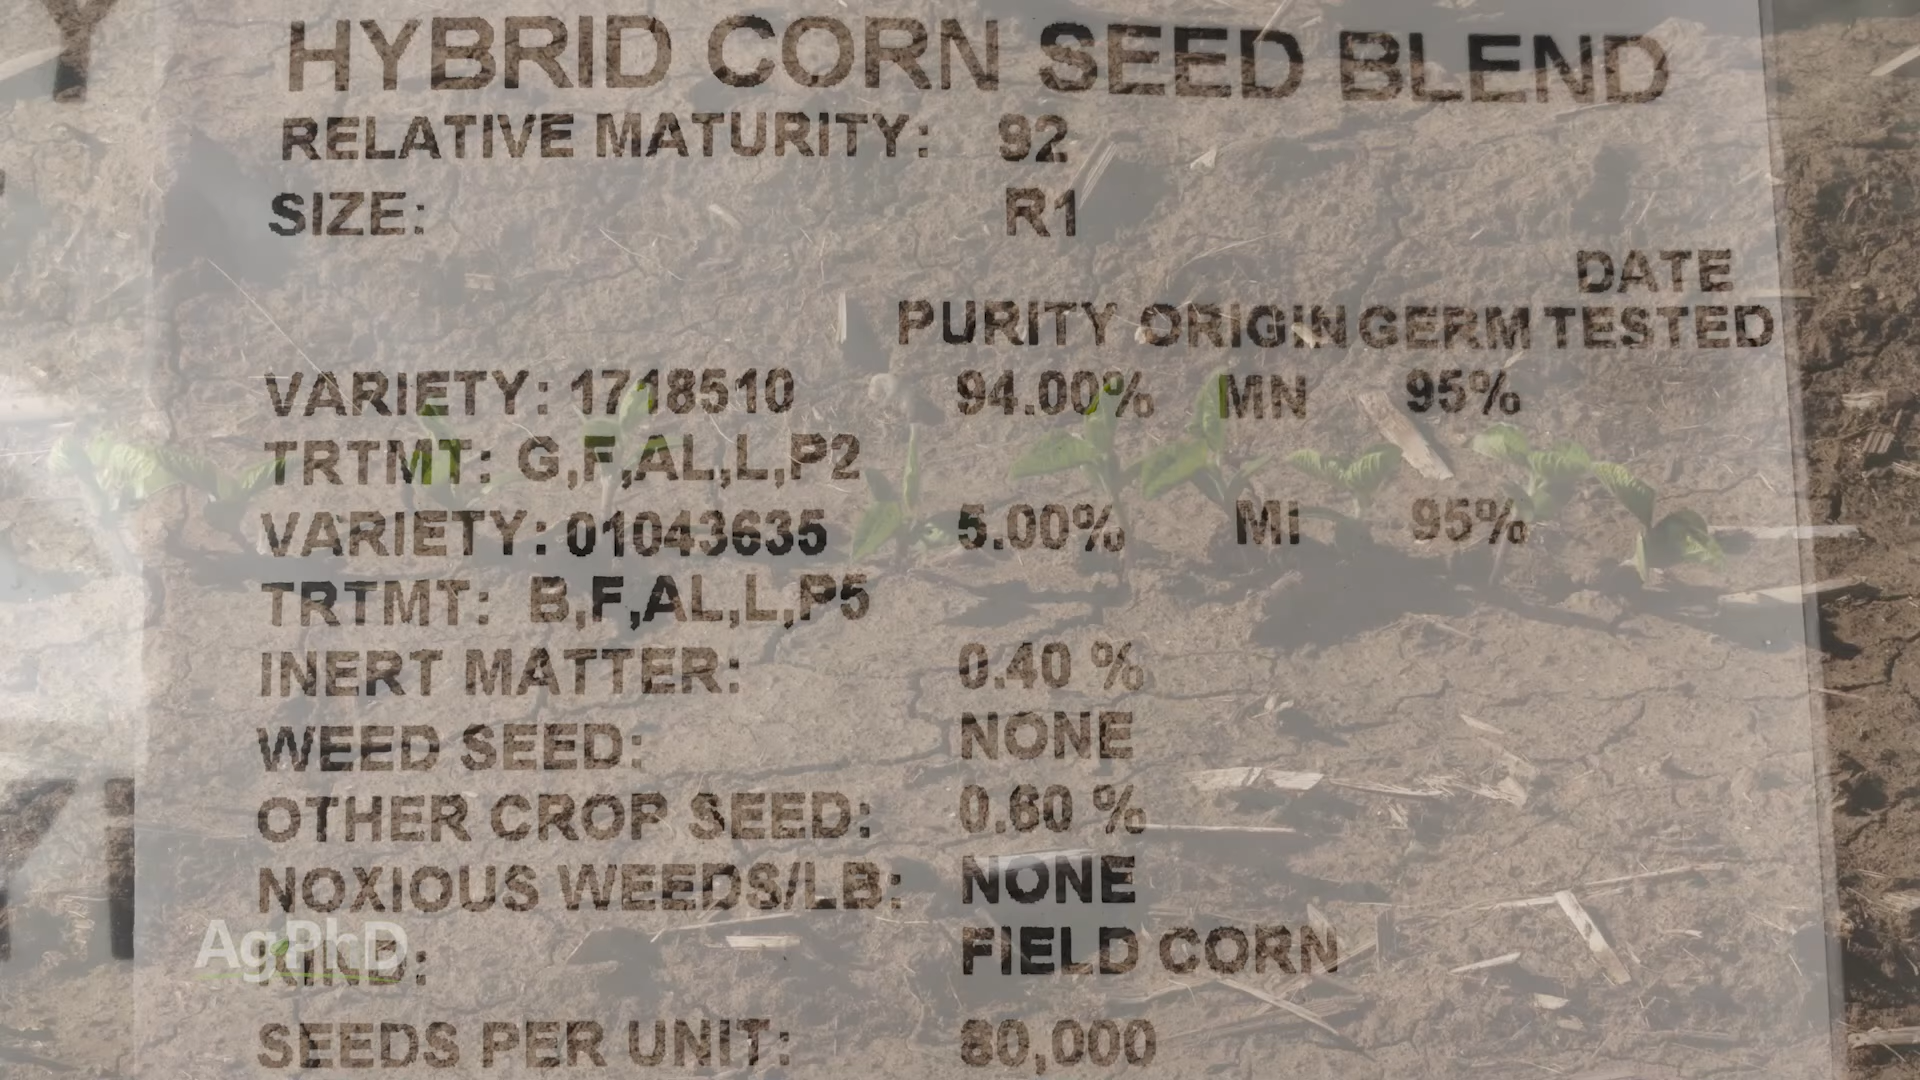 HYBRID CORN SEED BLEND
RELATIVE MATURITY: 92
SIZE: R1
DATE
PURITY ORIGIN GERM TESTED
VARIETY: 1718510 94.00% MN 95%
TRTMT: G,F,AL,L,P2
VARIETY: 01043635 5.00% MI 95%
TRTMT: B,F,AL,L,P5
INERT MATTER: 0.40 %
WEED SEED: NONE
OTHER CROP SEED: 0.60 %
NOXIOUS WEEDS/LB: NONE
AgPhD
KIND: FIELD CORN
SEEDS PER UNIT: 80,000